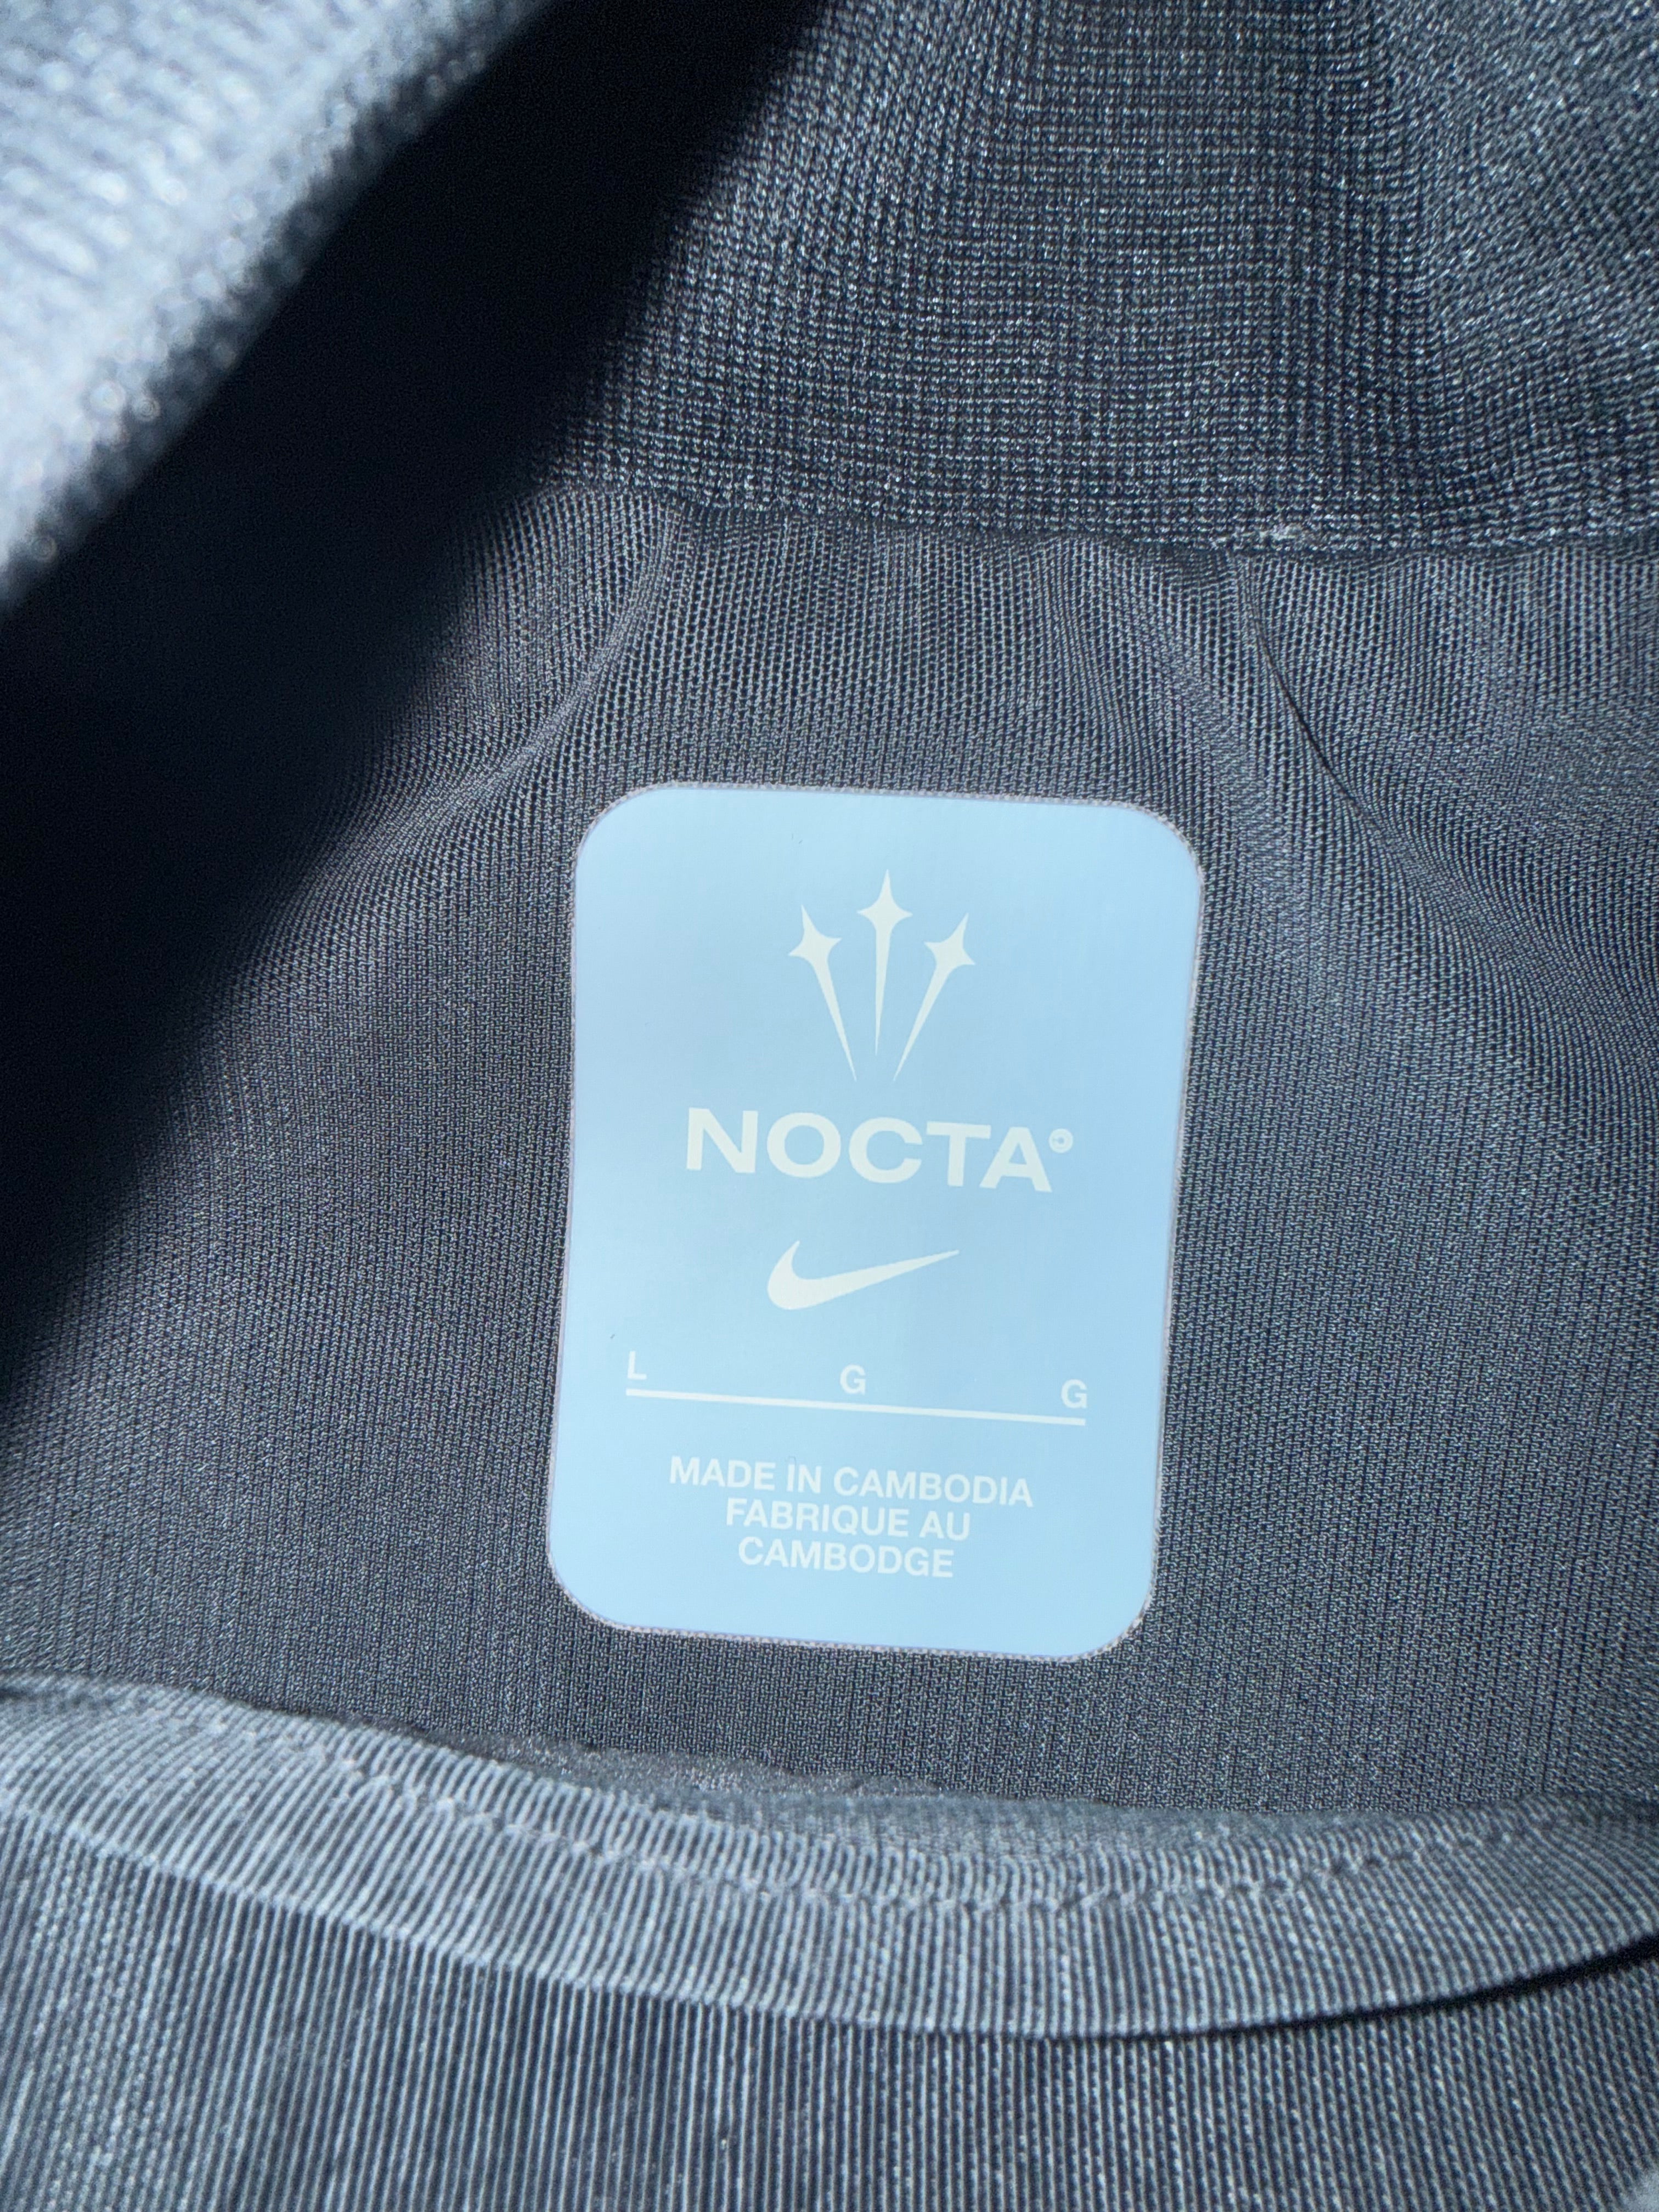 NOCTA
L G G
MADE IN CAMBODIA
FABRIQUE AU
CAMBODGE